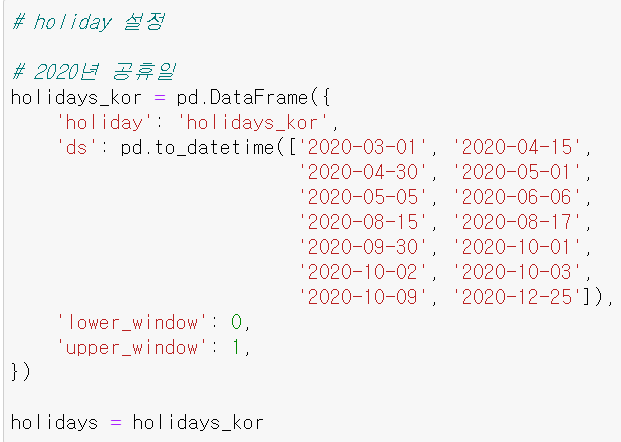 # holiday 설정
# 2020년 공휴일
holidays_kor = pd.DataFrame({
    'holiday': 'holidays_kor',
    'ds': pd.to_datetime(['2020-03-01', '2020-04-15',
                          '2020-04-30', '2020-05-01',
                          '2020-05-05', '2020-06-06',
                          '2020-08-15', '2020-08-17',
                          '2020-09-30', '2020-10-01',
                          '2020-10-02', '2020-10-03',
                          '2020-10-09', '2020-12-25']),
    'lower_window': 0,
    'upper_window': 1,
})
holidays = holidays_kor